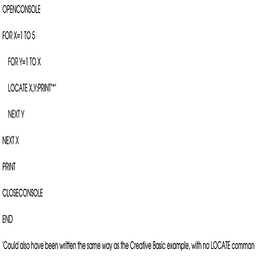 OPENCONSOLE
FOR X=1 TO 5
FOR Y=1 TO X
LOCATE X,Y:PRINT"*"
NEXT Y
NEXT X
PRINT
CLOSECONSOLE
END
'Could also have been written the same way as the Creative Basic example, with no LOCATE comman